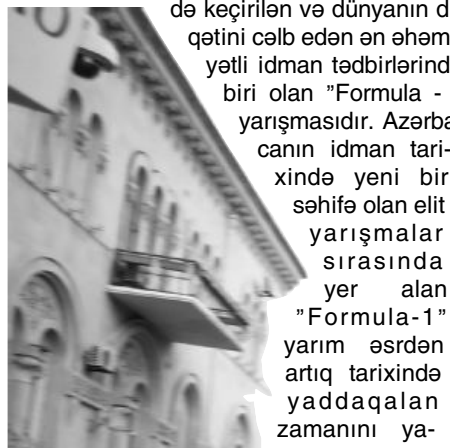 də keçirilən və dünyanın d
qətini cəlb edən ən əhəm
yətli idman tədbirlərind
biri olan ”Formula -
yarışmasıdır. Azərba
canın idman tari-
xində yeni bir
səhifə olan elit
yarışmalar
sırasında
yer alan
”Formula-1”
yarım əsrdən
artıq tarixində
yaddaqalan
zamanını ya-